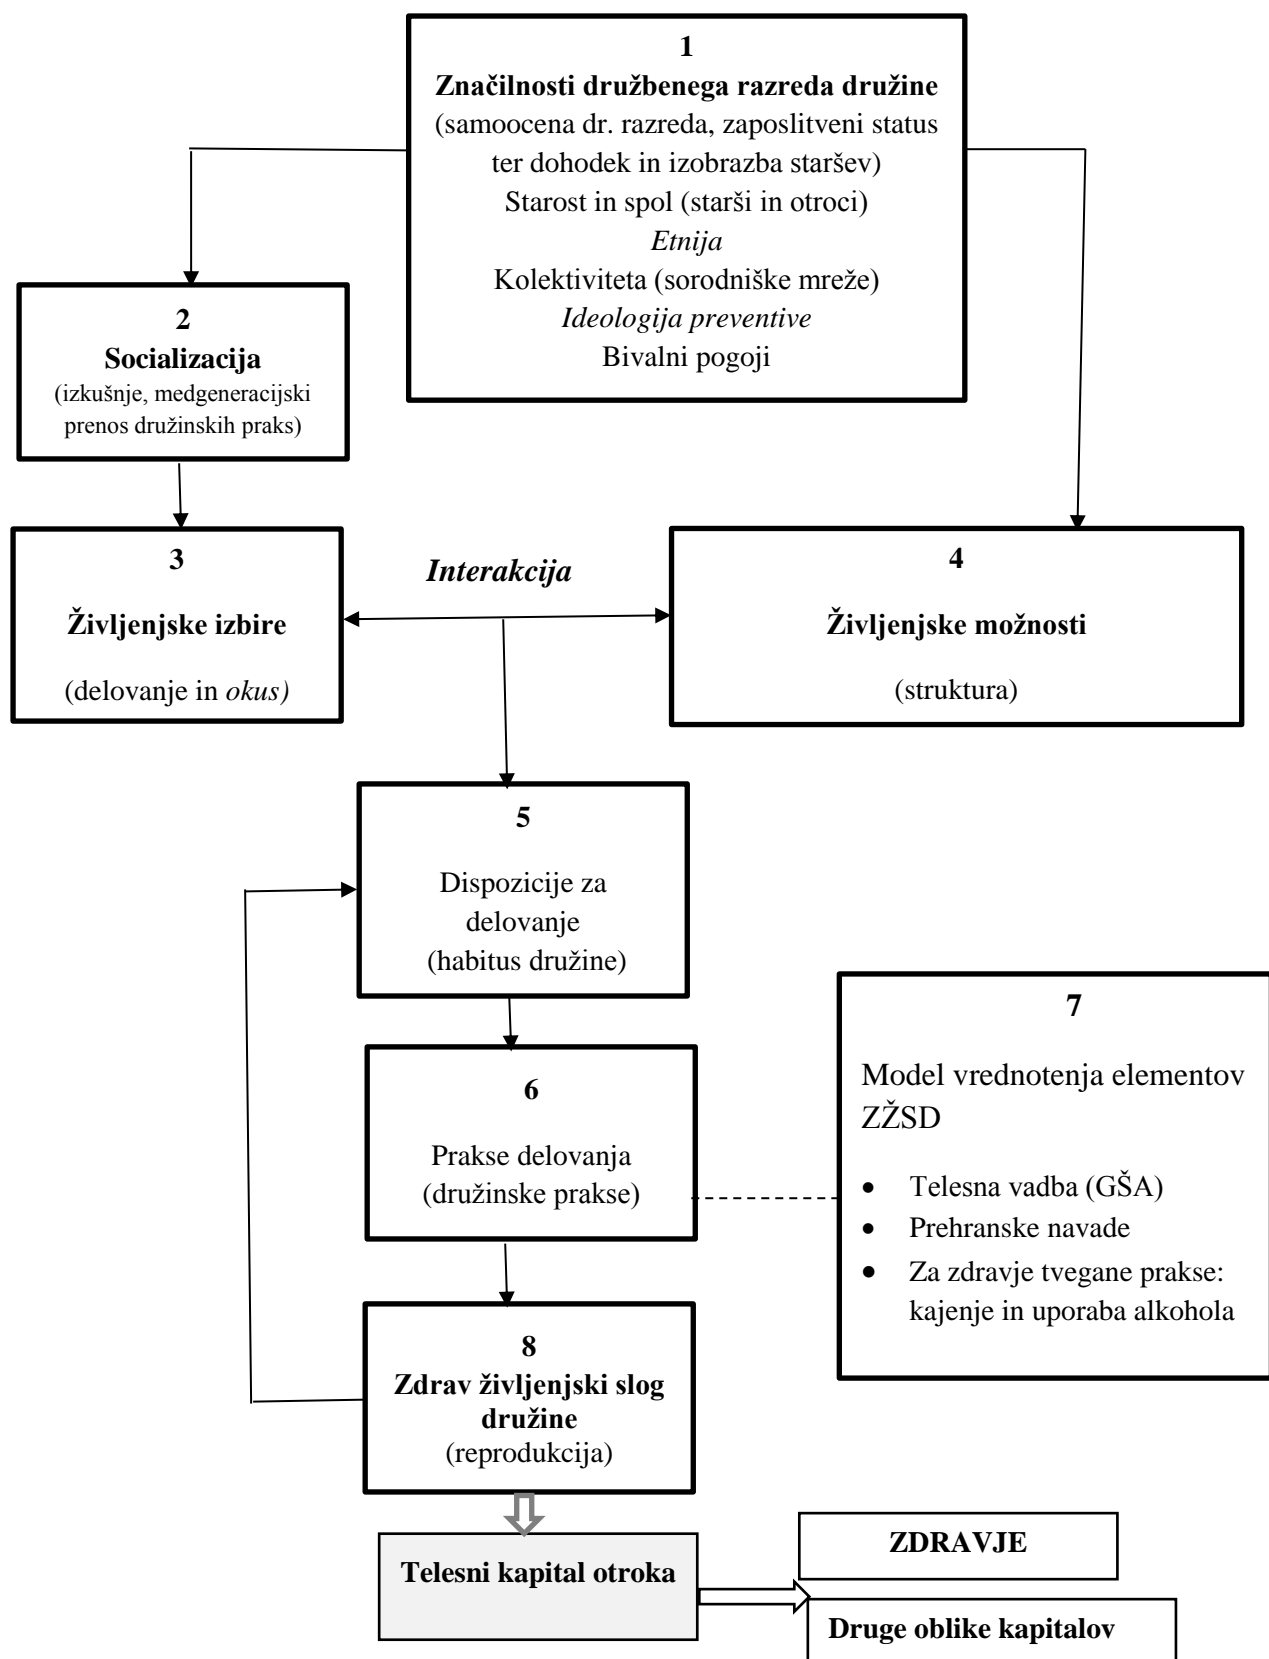 1
Značilnosti družbenega razreda družine
(samoocena dr. razreda, zaposlitveni status
ter dohodek in izobrazba staršev)
Starost in spol (starši in otroci)
Etnija
Kolektiviteta (sorodniške mreže)
Ideologija preventive
Bivalni pogoji
2
Socializacija
(izkušnje, medgeneracijski
prenos družinskih praks)
3
Življenjske izbire
(delovanje in okus)
Interakcija
4
Življenjske možnosti
(struktura)
5
Dispozicije za
delovanje
(habitus družine)
6
Prakse delovanja
(družinske prakse)
7
Model vrednotenja elementov
ZŽSD
• Telesna vadba (GŠA)
• Prehranske navade
• Za zdravje tvegane prakse:
kajenje in uporaba alkohola
8
Zdrav življenjski slog
družine
(reprodukcija)
Telesni kapital otroka
ZDRAVJE
Druge oblike kapitalov